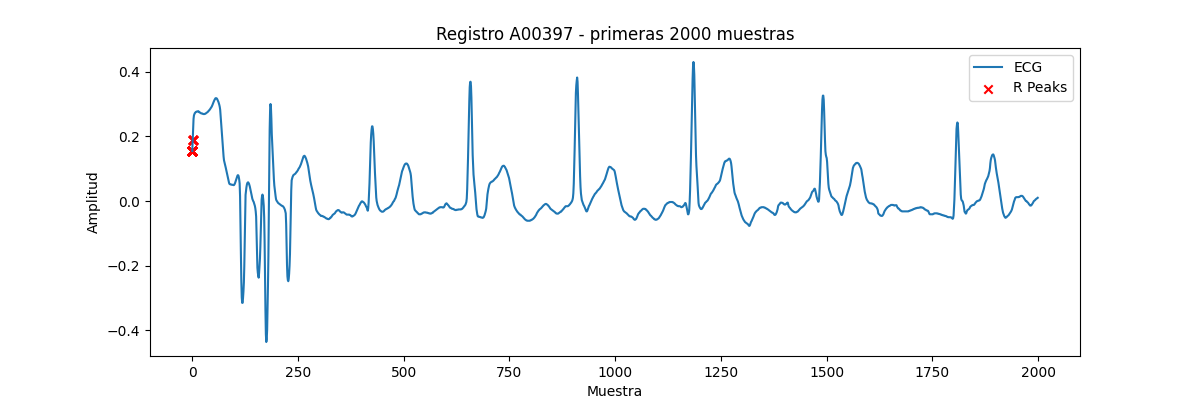 Registro A00397 - primeras 2000 muestras
ECG
R Peaks
Amplitud
0.4
0.2
0.0
−0.2
−0.4
0 250 500 750 1000 1250 1500 1750 2000
Muestra